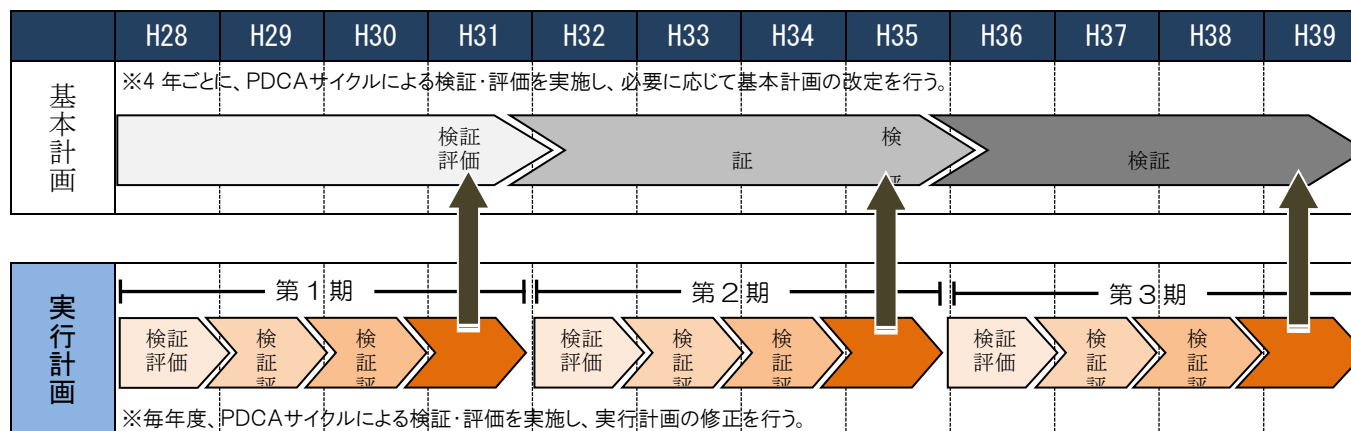 H28 H29 H30 H31 H32 H33 H34 H35 H36 H37 H38 H39
基本計画
※4 年ごとに、PDCAサイクルによる検証・評価を実施し、必要に応じて基本計画の改定を行う。
検証
評価
検
証
検証
実行計画
第１期
第２期
第３期
検証
評価
検
証
検
証
検証
評価
検
証
検
証
検証
評価
検
証
検
証
※毎年度、PDCAサイクルによる検証・評価を実施し、実行計画の修正を行う。